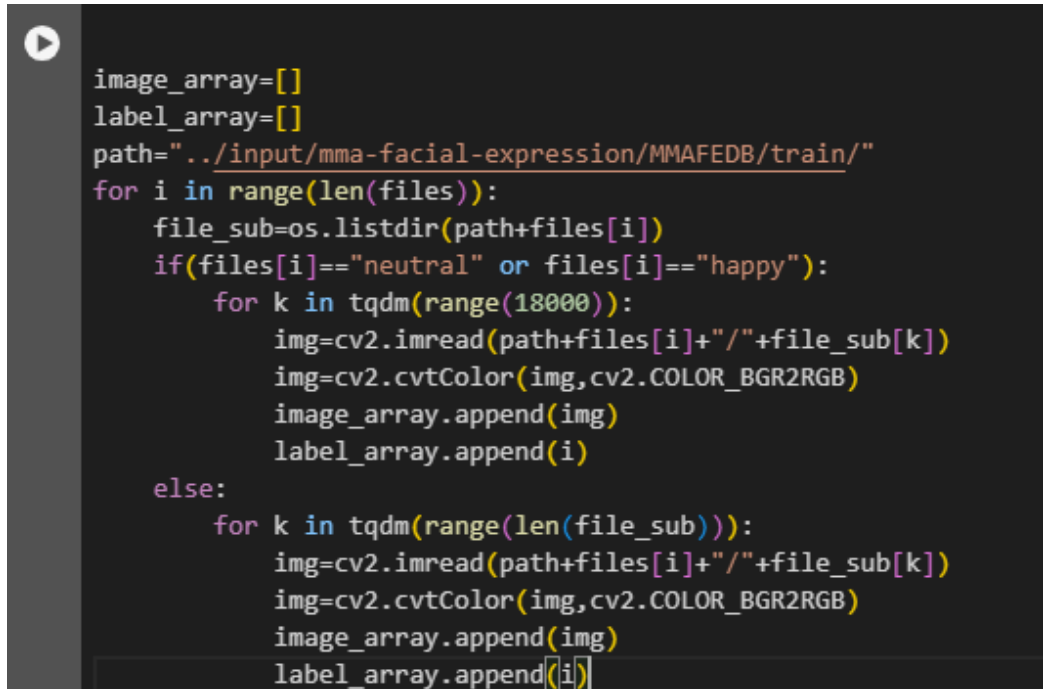 image_array=[]
label_array=[]
path="../input/mma-facial-expression/MMAFEDB/train/"
for i in range(len(files)):
    file_sub=os.listdir(path+files[i])
    if(files[i]=="neutral" or files[i]=="happy"):
        for k in tqdm(range(18000)):
            img=cv2.imread(path+files[i]+"/"+file_sub[k])
            img=cv2.cvtColor(img,cv2.COLOR_BGR2RGB)
            image_array.append(img)
            label_array.append(i)
    else:
        for k in tqdm(range(len(file_sub))):
            img=cv2.imread(path+files[i]+"/"+file_sub[k])
            img=cv2.cvtColor(img,cv2.COLOR_BGR2RGB)
            image_array.append(img)
            label_array.append(i)